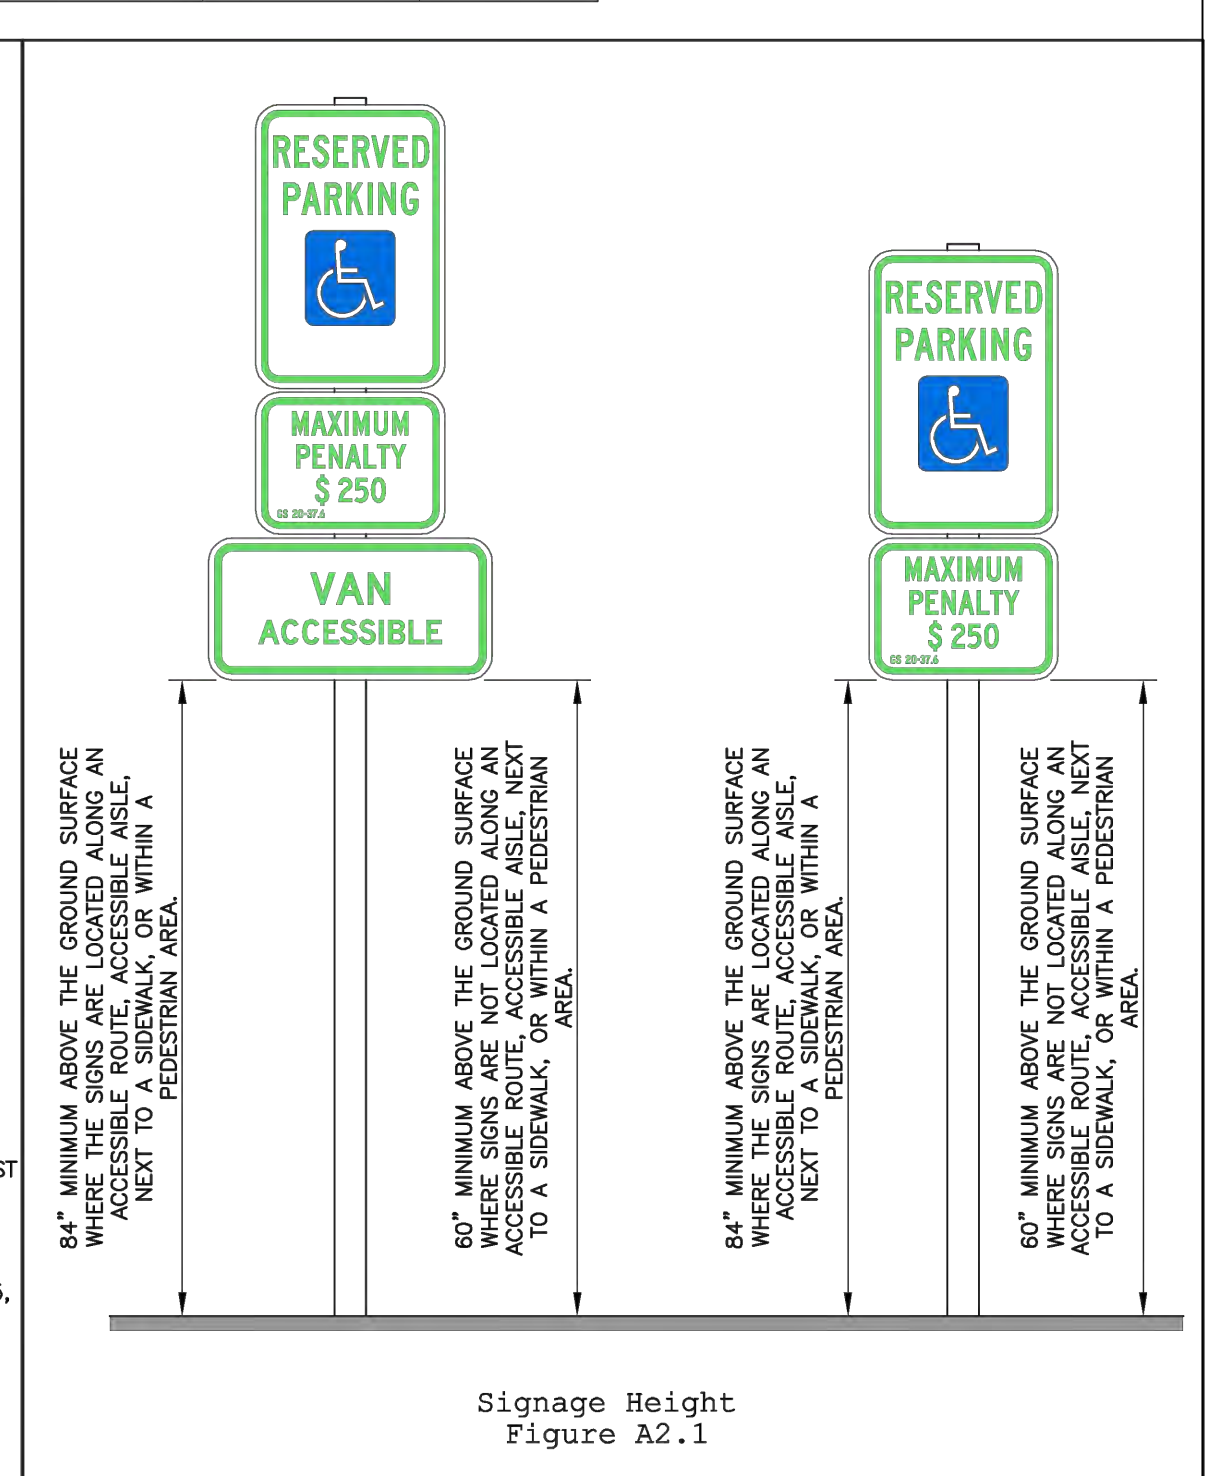 RESERVED
PARKING
MAXIMUM
PENALTY
$ 250
GS 20-37.6
VAN
ACCESSIBLE
RESERVED
PARKING
MAXIMUM
PENALTY
$ 250
GS 20-37.6
84" MINIMUM ABOVE THE GROUND SURFACE
WHERE THE SIGNS ARE LOCATED ALONG AN
ACCESSIBLE ROUTE, ACCESSIBLE AISLE,
NEXT TO A SIDEWALK, OR WITHIN A
PEDESTRIAN AREA.
60" MINIMUM ABOVE THE GROUND SURFACE
WHERE SIGNS ARE NOT LOCATED ALONG AN
ACCESSIBLE ROUTE, ACCESSIBLE AISLE, NEXT
TO A SIDEWALK, OR WITHIN A PEDESTRIAN
AREA.
84" MINIMUM ABOVE THE GROUND SURFACE
WHERE THE SIGNS ARE LOCATED ALONG AN
ACCESSIBLE ROUTE, ACCESSIBLE AISLE,
NEXT TO A SIDEWALK, OR WITHIN A
PEDESTRIAN AREA.
60" MINIMUM ABOVE THE GROUND SURFACE
WHERE SIGNS ARE NOT LOCATED ALONG AN
ACCESSIBLE ROUTE, ACCESSIBLE AISLE, NEXT
TO A SIDEWALK, OR WITHIN A PEDESTRIAN
AREA.
Signage Height
Figure A2.1